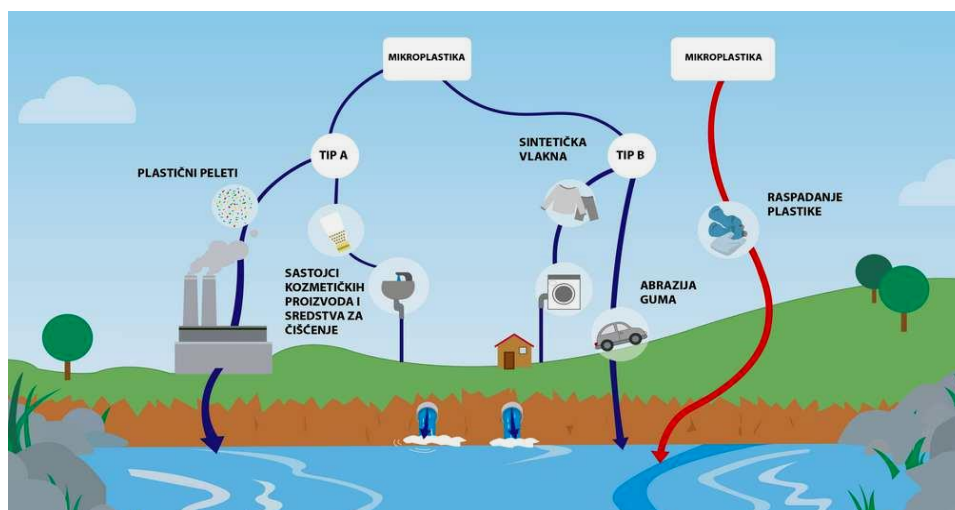 MIKROPLASTIKA
MIKROPLASTIKA
TIP A
SINTETIČKA
VLAKNA
TIP B
PLASTIČNI PELETI
RASPADANJE
PLASTIKE
SASTOJCI
KOZMETIČKIH
PROIZVODA I
SREDSTVA ZA
ČIŠĆENJE
ABRAZIJA
GUMA